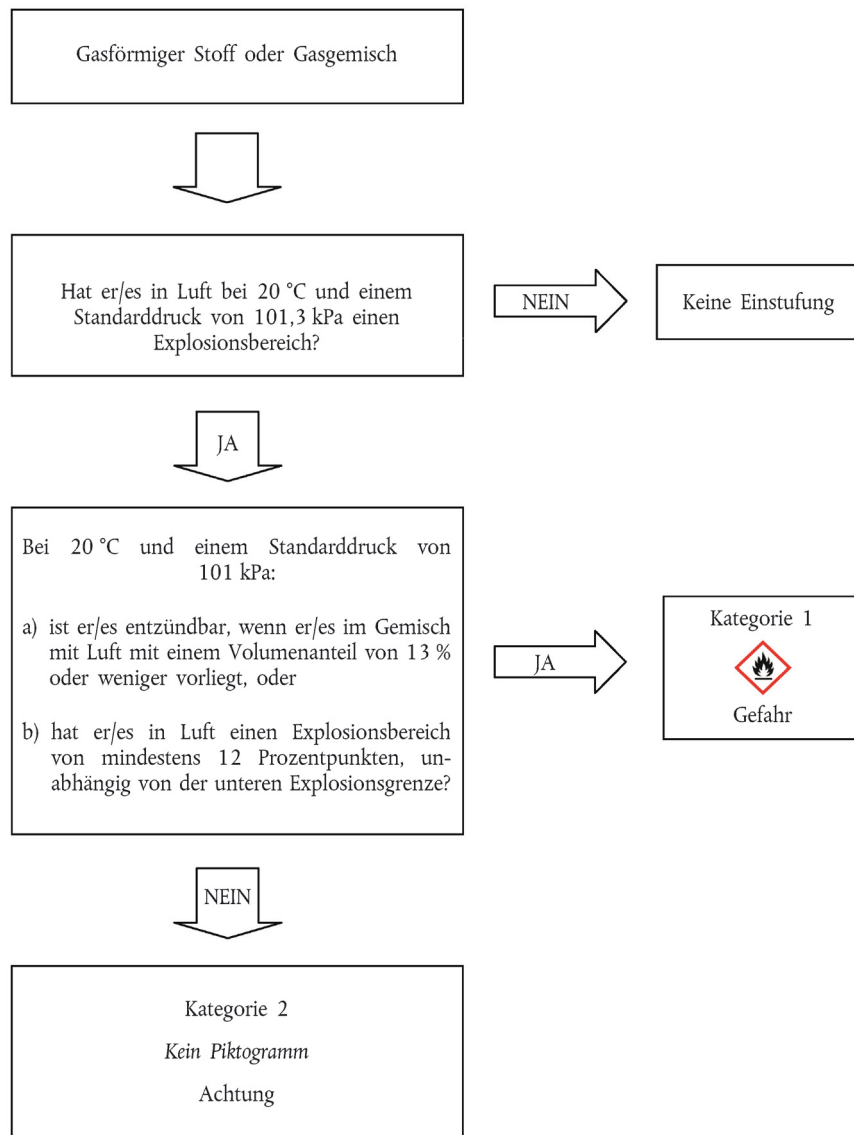 Gasförmiger Stoff oder Gasgemisch
Hat er/es in Luft bei 20 °C und einem
Standarddruck von 101,3 kPa einen
Explosionsbereich?
NEIN
Keine Einstufung
JA
Bei 20 °C und einem Standarddruck von
101 kPa:
a) ist er/es entzündbar, wenn er/es im Gemisch
mit Luft mit einem Volumenanteil von 13 %
oder weniger vorliegt, oder
b) hat er/es in Luft einen Explosionsbereich
von mindestens 12 Prozentpunkten, un-
abhängig von der unteren Explosionsgrenze?
JA
Kategorie 1
Gefahr
NEIN
Kategorie 2
Kein Piktogramm
Achtung